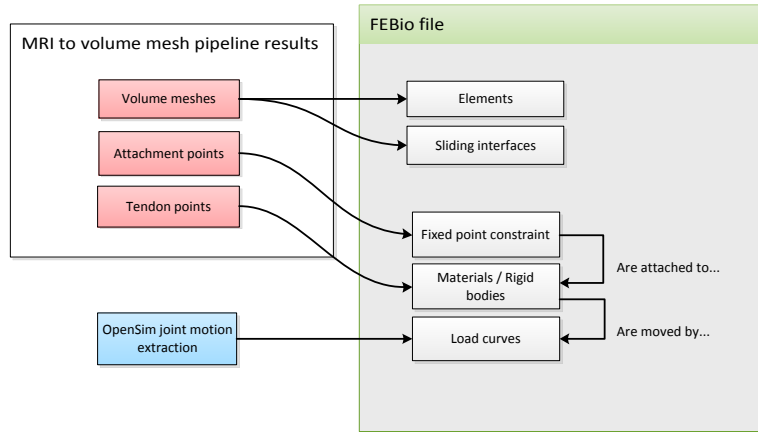 MRI to volume mesh pipeline results
Volume meshes
Attachment points
Tendon points
OpenSim joint motion
extraction
FEBio file
Elements
Sliding interfaces
Fixed point constraint
Materials / Rigid
bodies
Load curves
Are attached to...
Are moved by...